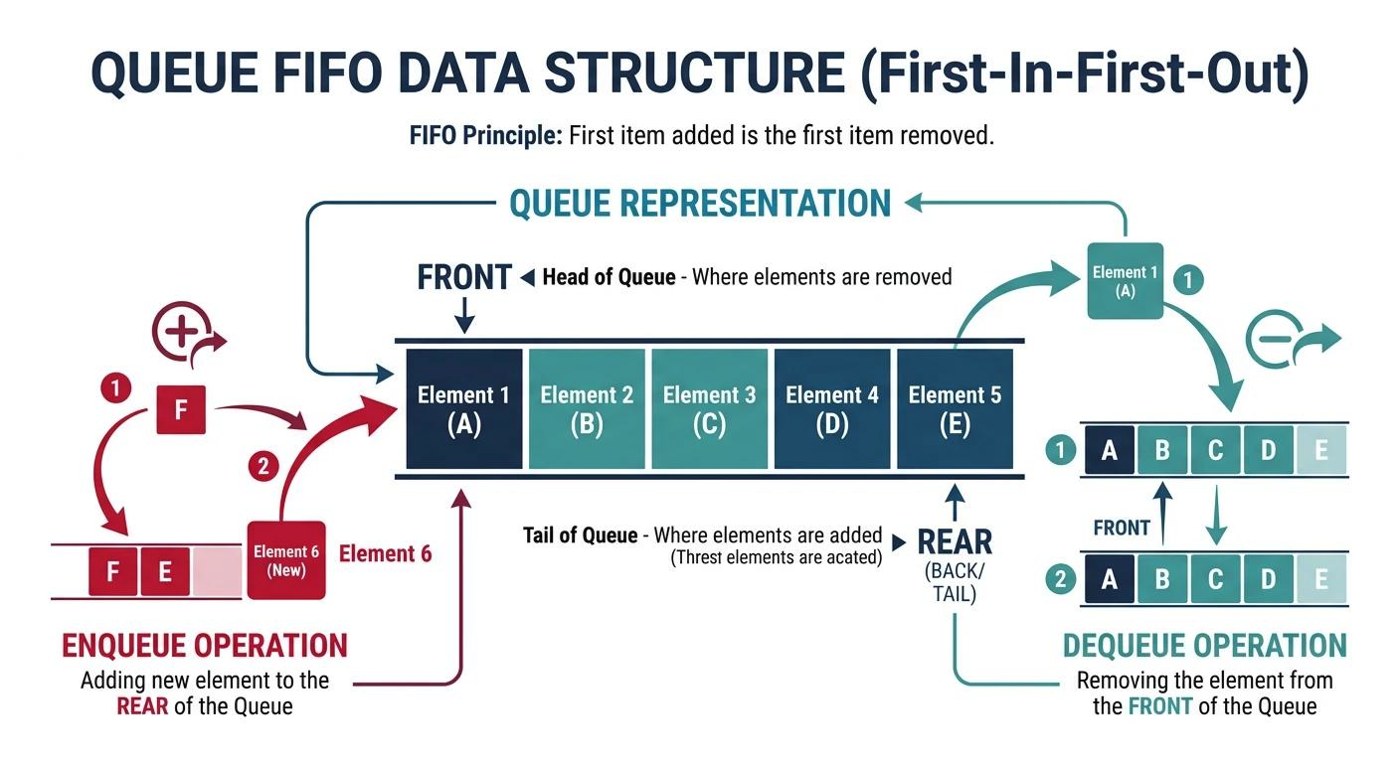 QUEUE FIFO DATA STRUCTURE (First-In-First-Out)
FIFO Principle: First item added is the first item removed.
QUEUE REPRESENTATION
FRONT
Head of Queue - Where elements are removed
Element 1
(A)
Element 2
(B)
Element 3
(C)
Element 4
(D)
Element 5
(E)
Tail of Queue - Where elements are added
(Threst elements are acated)
REAR
(BACK/
TAIL)
1
F
2
F E
Element 6
(New)
Element 6
ENQUEUE OPERATION
Adding new element to the
REAR of the Queue
Element 1
(A)
1
1
A B C D E
FRONT
2
A B C D E
DEQUEUE OPERATION
Removing the element from
the FRONT of the Queue